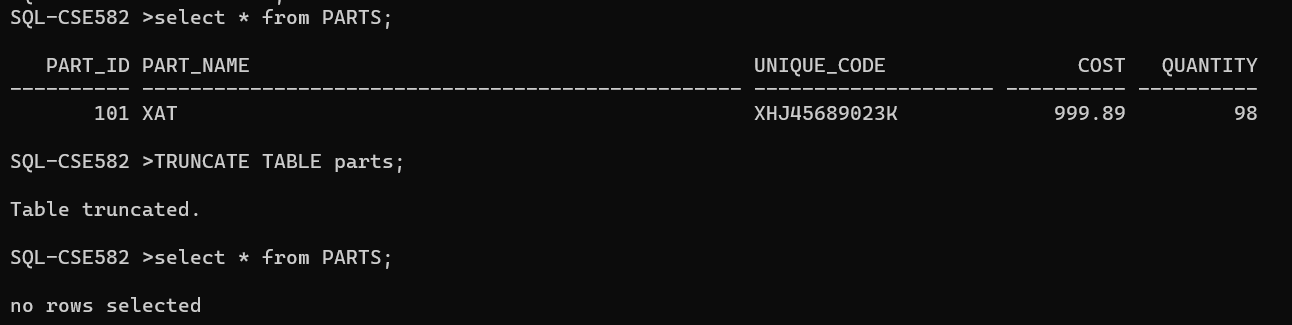 SQL-CSE582 >select * from PARTS;
PART_ID PART_NAME UNIQUE_CODE COST QUANTITY
---------- -------------------------------------------------- -------------------- ---------- ----------
101 XAT XHJ45689023K 999.89 98
SQL-CSE582 >TRUNCATE TABLE parts;
Table truncated.
SQL-CSE582 >select * from PARTS;
no rows selected